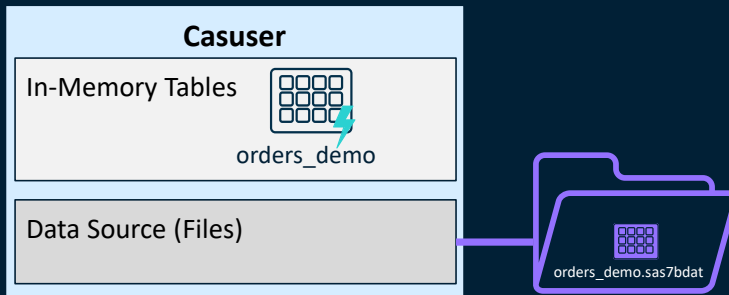 Casuser
In-Memory Tables
orders_demo
Data Source (Files)
orders_demo.sas7bdat